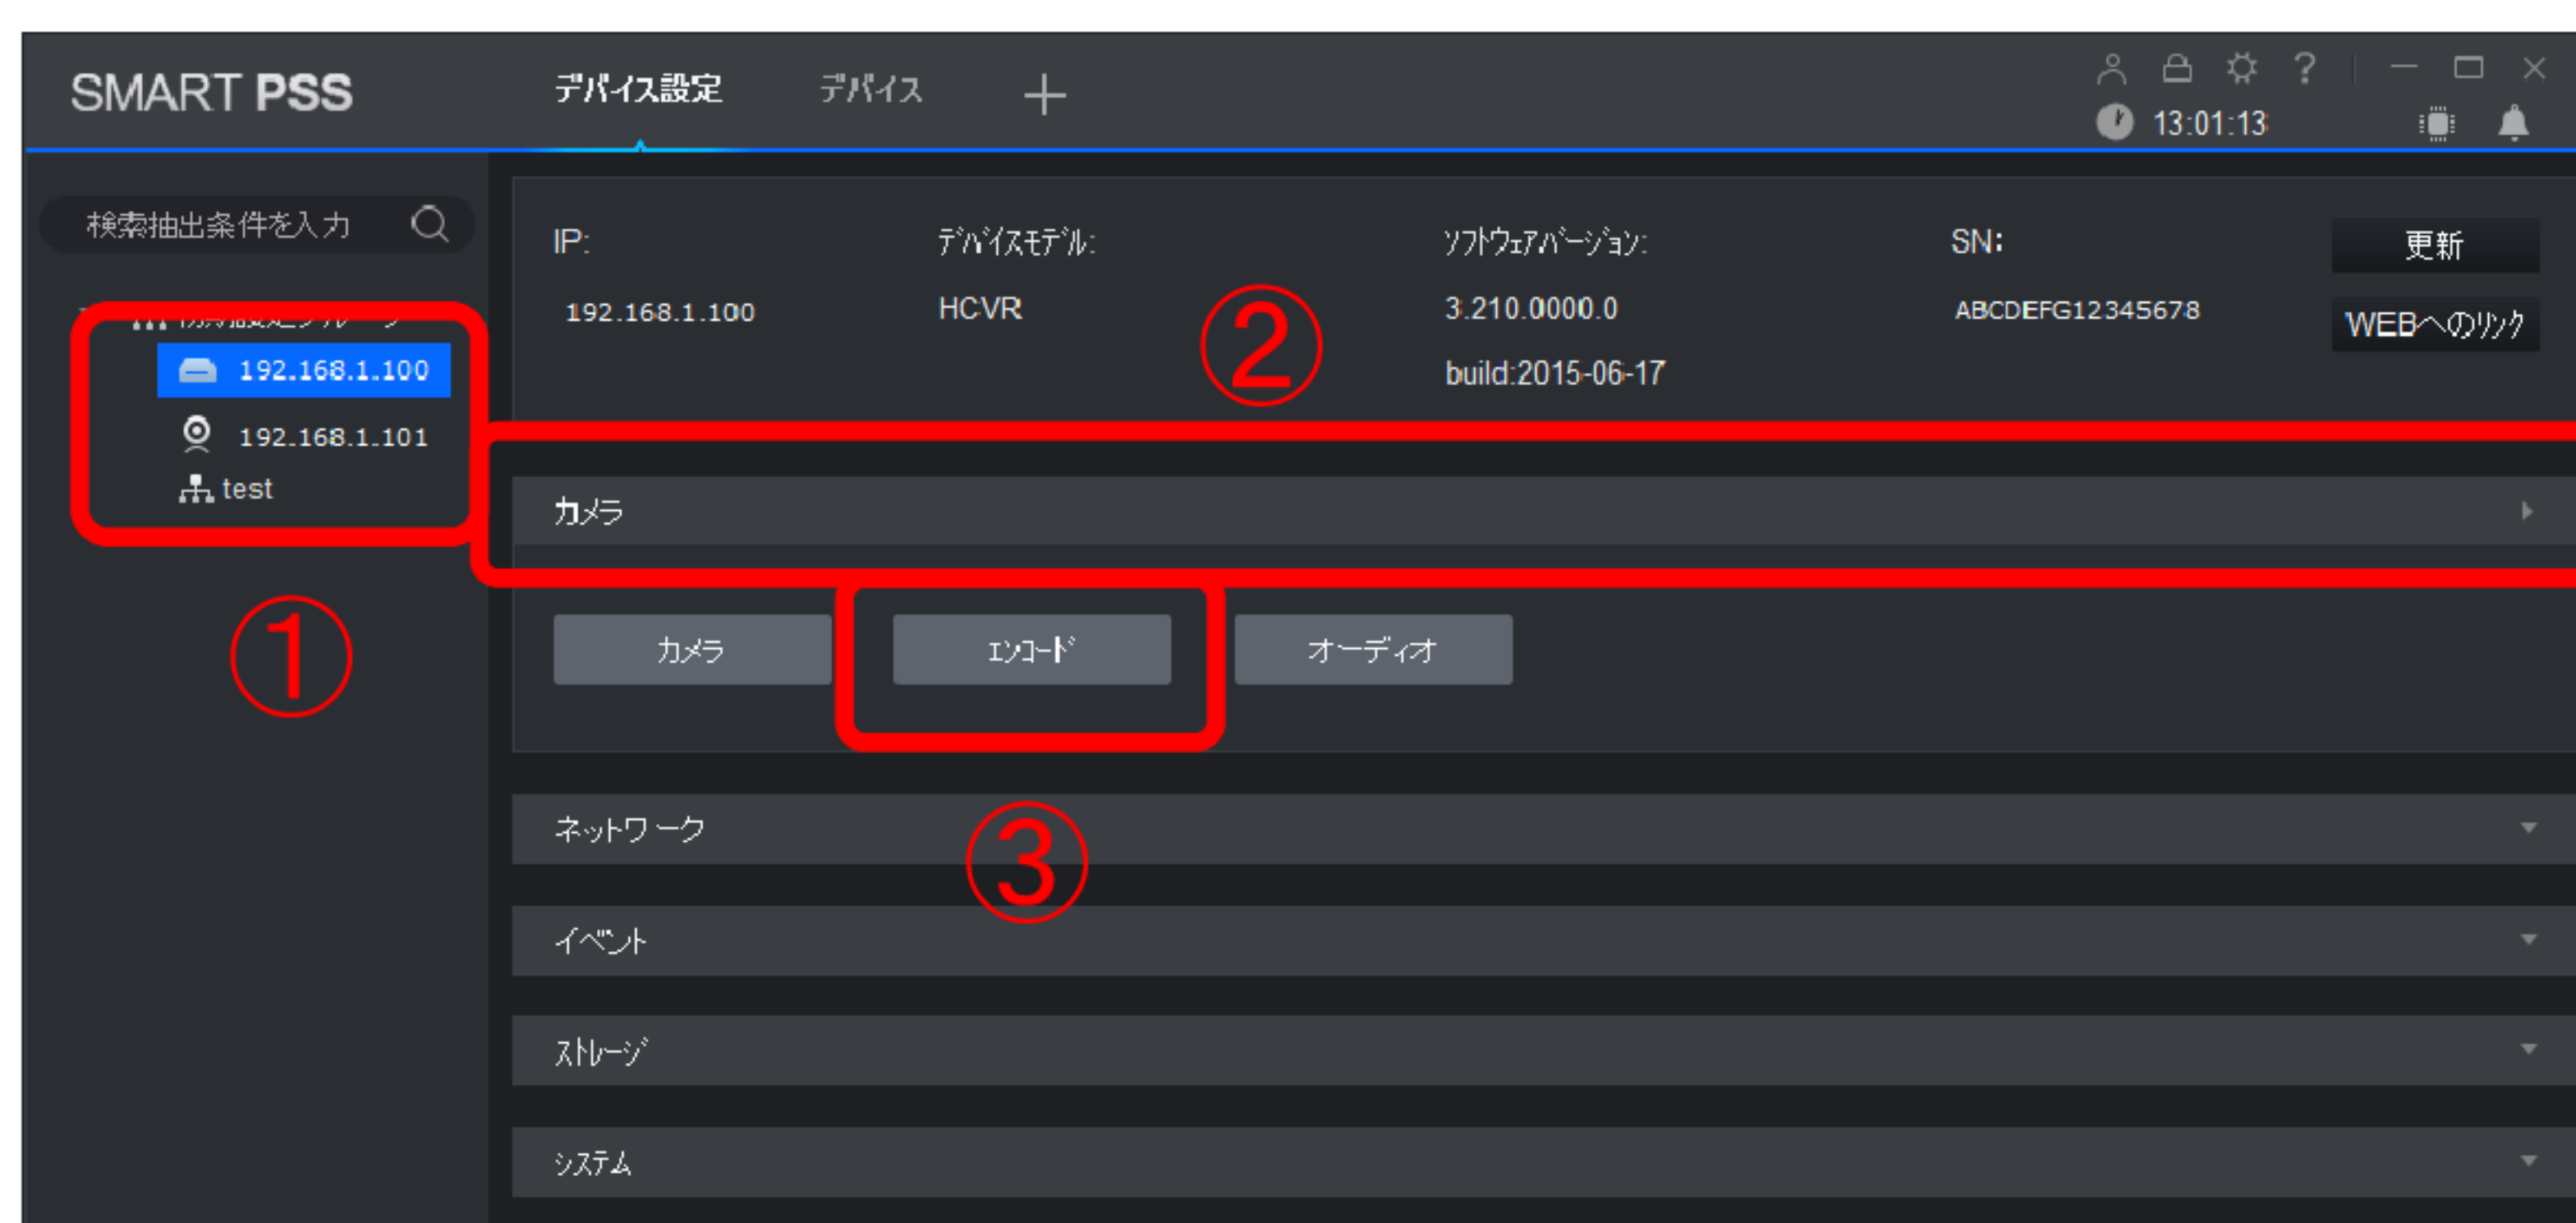 SMART PSS
デバイス設定
デバイス
?
13:01:13
検索抽出条件を入力
192.168.1.100
192.168.1.101
test
①
IP:
192.168.1.100
デバイスモデル:
HCVR
②
ソフトウェアバージョン:
3.210.0000.0
build:2015-06-17
SN:
ABCDEFG12345678
更新
WEBへのリンク
カメラ
カメラ
エンコード
オーディオ
③
ネットワーク
イベント
ストレージ
システム